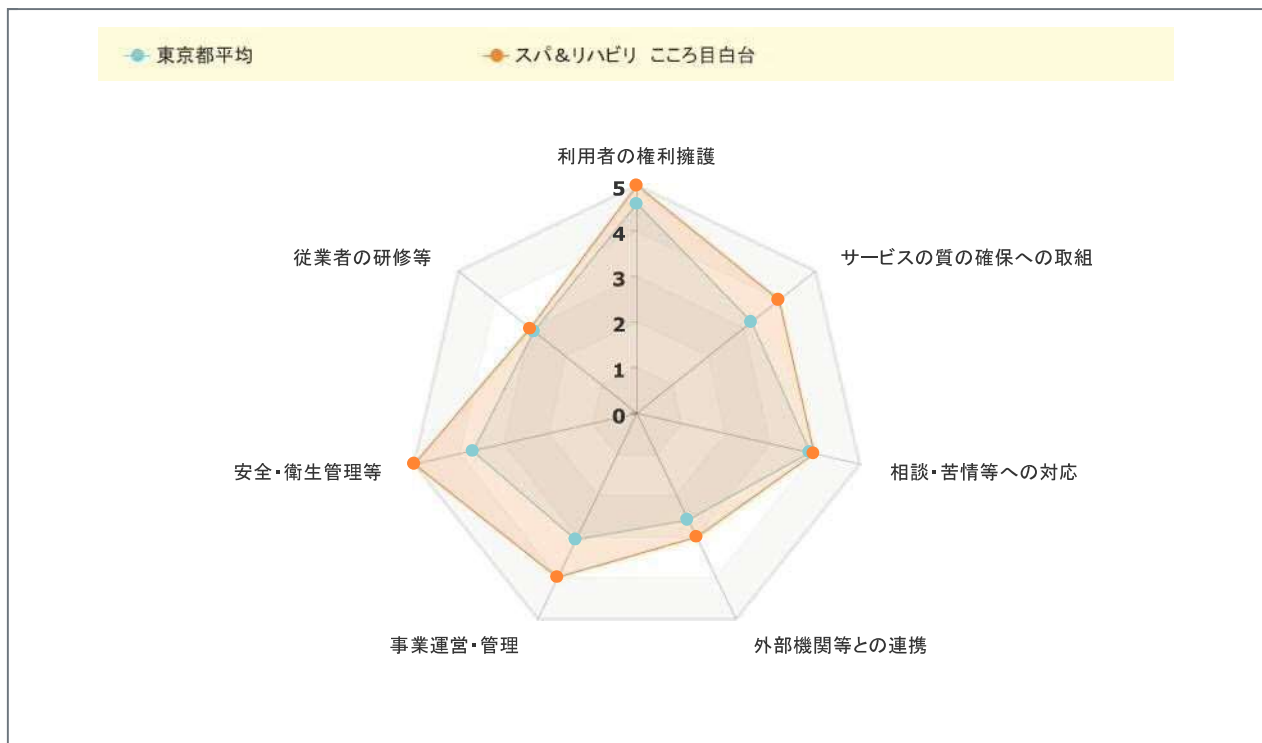 東京都平均
スパ&リハビリ こころ目白台
利用者の権利擁護
サービスの質の確保への取組
相談・苦情等への対応
外部機関等との連携
事業運営・管理
安全・衛生管理等
従業者の研修等
5
4
3
2
1
0